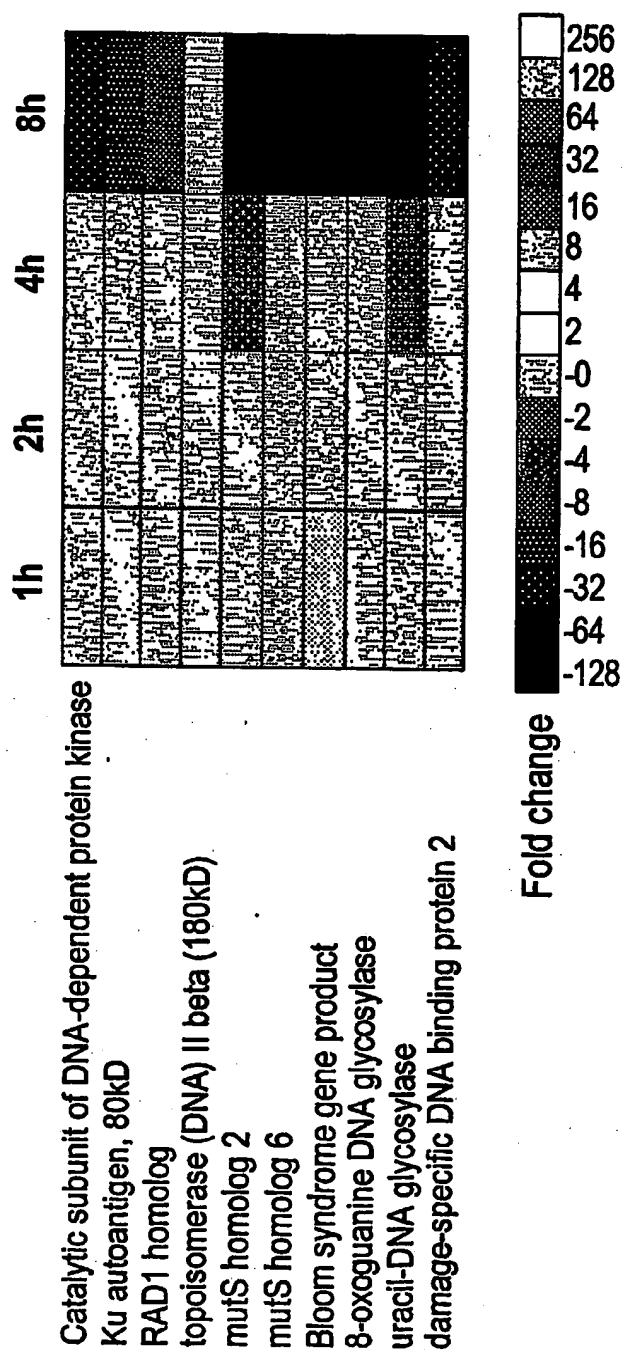 1h 2h 4h 8h
Catalytic subunit of DNA-dependent protein kinase
Ku autoantigen, 80kD
RAD1 homolog
topoisomerase (DNA) II beta (180kD)
mutS homolog 2
mutS homolog 6
Bloom syndrome gene product
8-oxoguanine DNA glycosylase
uracil-DNA glycosylase
damage-specific DNA binding protein 2
Fold change
-128 -64 -32 -16 -8 -4 -2 -0 2 4 8 16 32 64 128 256